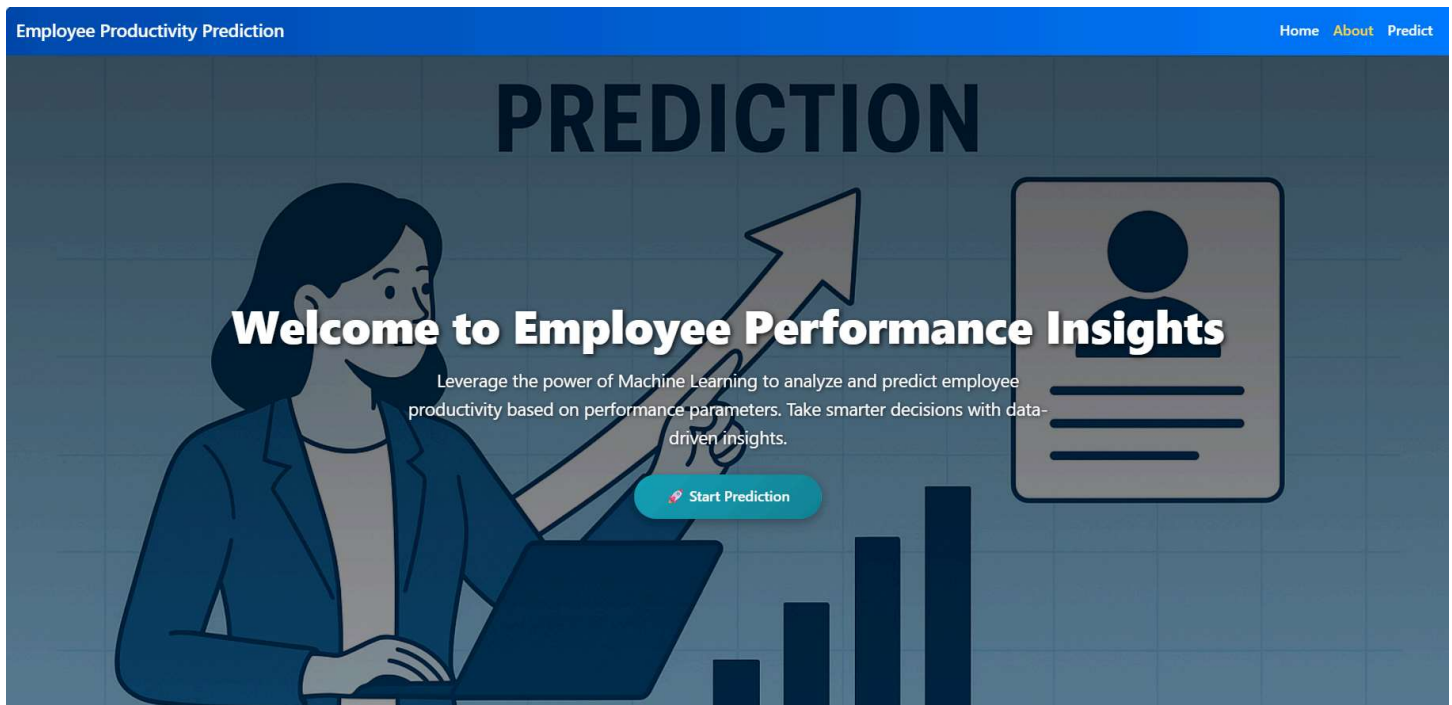 Employee Productivity Prediction
Home About Predict
PREDICTION
Welcome to Employee Performance Insights
Leverage the power of Machine Learning to analyze and predict employee
productivity based on performance parameters. Take smarter decisions with data-
driven insights.
🚀 Start Prediction